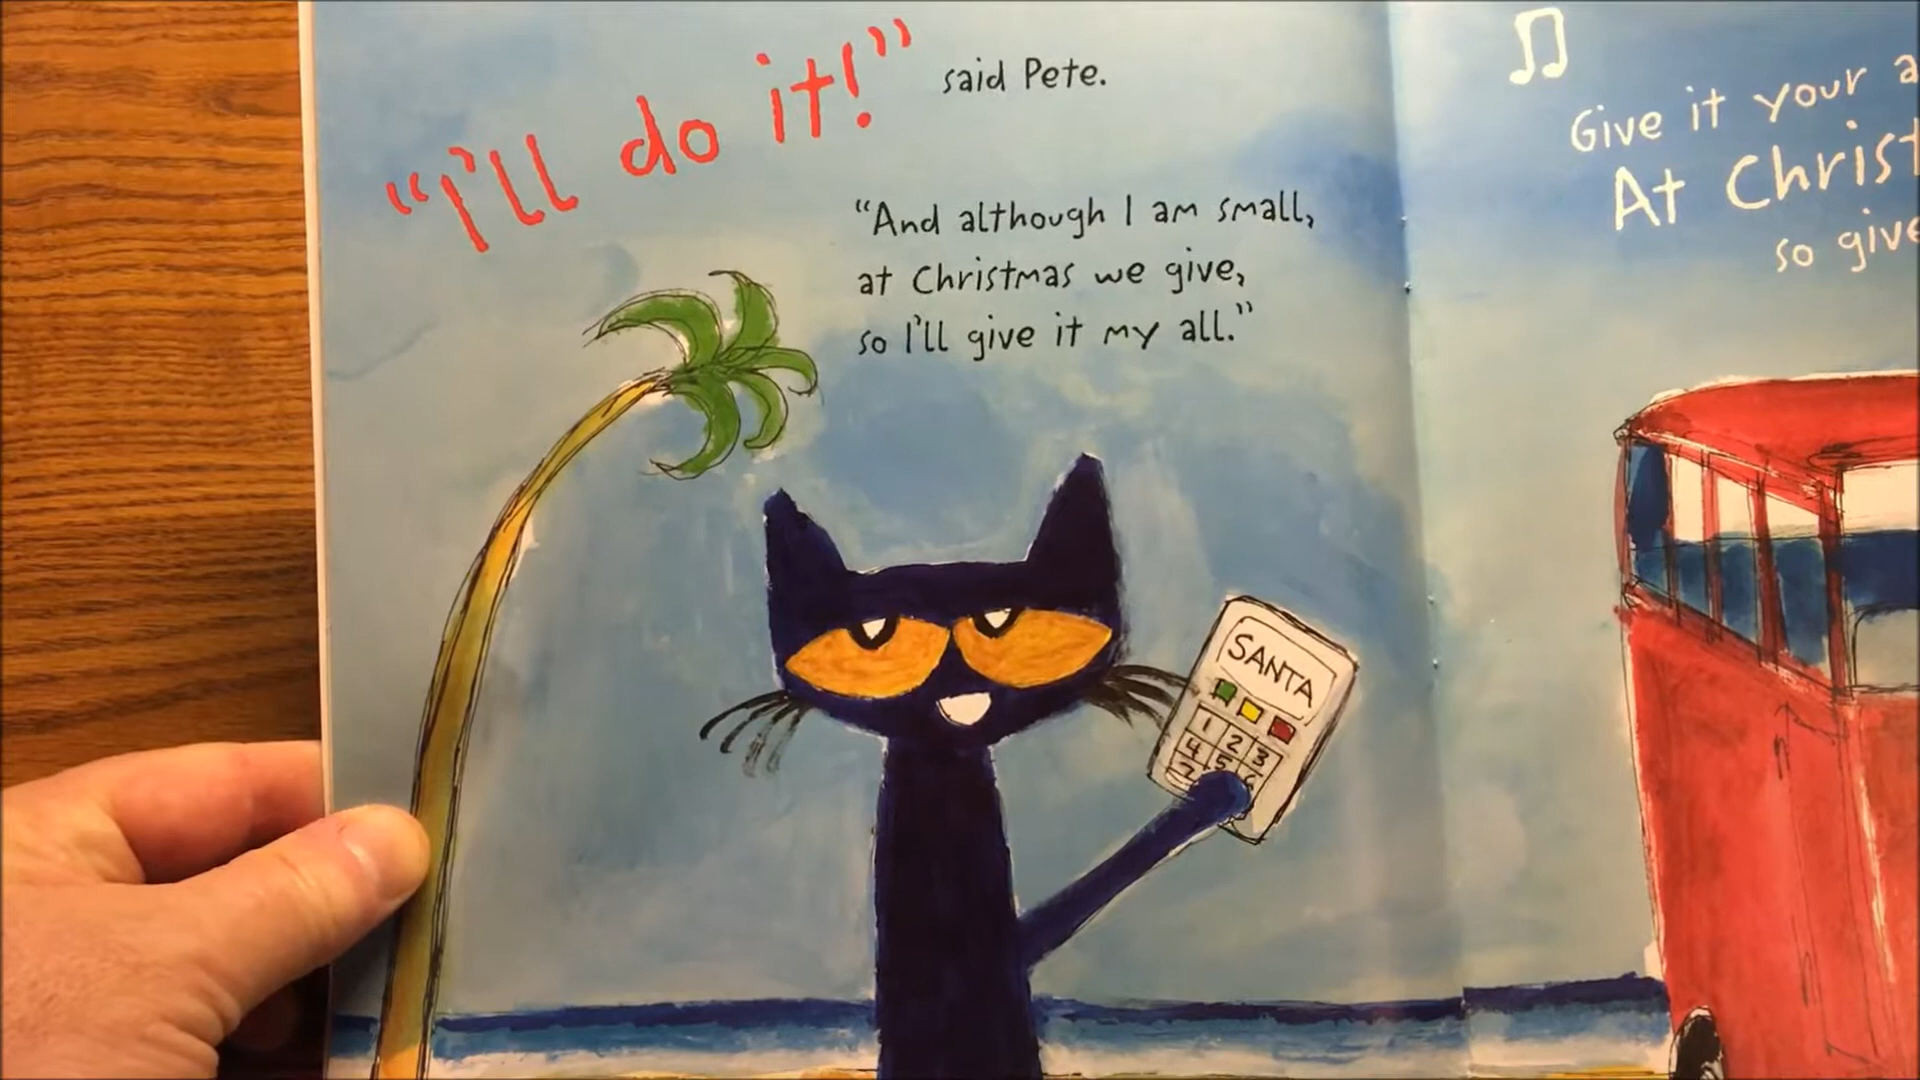 “I'll do it!” said Pete.
“And although I am small,
at Christmas we give,
so I'll give it my all.”
SANTA
1 2 3
4 5 6
7
Give it your
At Christ
so give